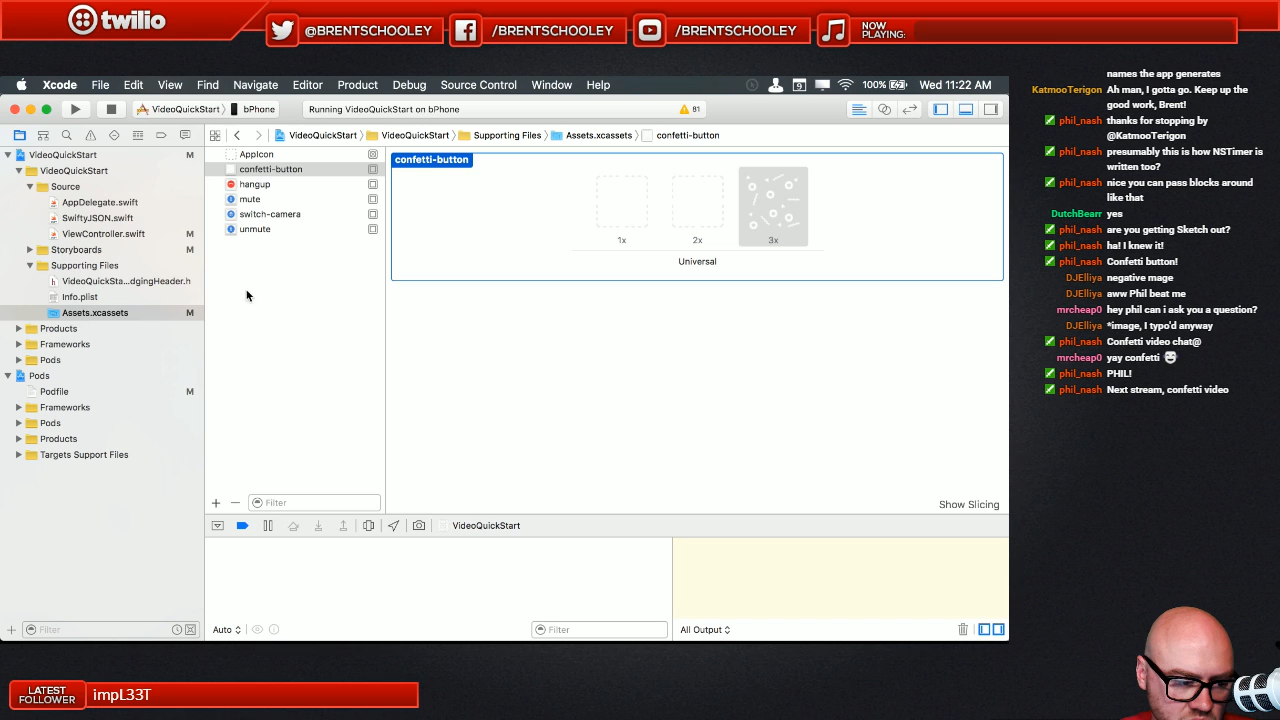 twilio
@BRENTSCHOOLEY
/BRENTSCHOOLEY
/BRENTSCHOOLEY
NOW PLAYING:
Xcode File Edit View Find Navigate Editor Product Debug Source Control Window Help
9 100% Wed 11:22 AM
VideoQuickStart bPhone
Running VideoQuickStart on bPhone
81
VideoQuickStart VideoQuickStart Supporting Files Assets.xcassets confetti-button
VideoQuickStart M
VideoQuickStart
Source
AppDelegate.swift
SwiftyJSON.swift
ViewController.swift M
Storyboards M
Supporting Files
VideoQuickSta...dgingHeader.h
Info.plist
Assets.xcassets M
Products
Frameworks
Pods
Pods
Podfile M
Frameworks
Pods
Products
Targets Support Files
Filter
AppIcon
confetti-button
hangup
mute
switch-camera
unmute
Filter
confetti-button
1x 2x 3x
Universal
Show Slicing
VideoQuickStart
Auto
Filter
All Output
names the app generates
KatmooTerigon Ah man, I gotta go. Keep up the
good work, Brent!
phil_nash thanks for stopping by
@KatmooTerigon
phil_nash presumably this is how NSTimer is
written too?
phil_nash nice you can pass blocks around
like that
DutchBearr yes
phil_nash are you getting Sketch out?
phil_nash ha! I knew it!
phil_nash Confetti button!
DJElliya negative mage
DJElliya aww Phil beat me
mrcheap0 hey phil can i ask you a question?
DJElliya *image, I typo'd anyway
phil_nash Confetti video chat@
mrcheap0 yay confetti
phil_nash PHIL!
phil_nash Next stream, confetti video
LATEST
FOLLOWER
impL33T